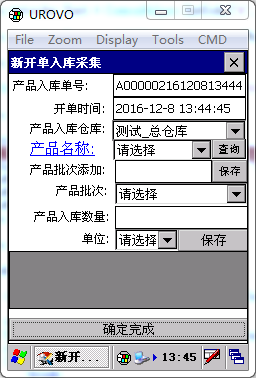 UROVO
File Zoom Display Tools CMD
新开单入库采集
产品入库单号: A00000216120813444
开单时间: 2016-12-8 13:44:45
产品入库仓库: 测试_总仓库
产品名称: 请选择 查询
产品批次添加: 保存
产品批次: 请选择
产品入库数量:
单位: 请选择 保存
确定完成
新开... 13:45